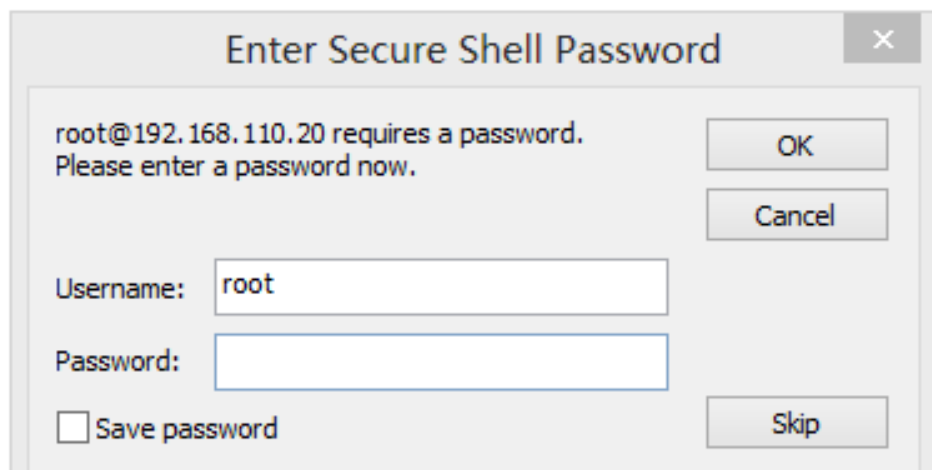 Enter Secure Shell Password
×
root@192.168.110.20 requires a password.
Please enter a password now.
OK
Cancel
Username:
root
Password:
Save password
Skip